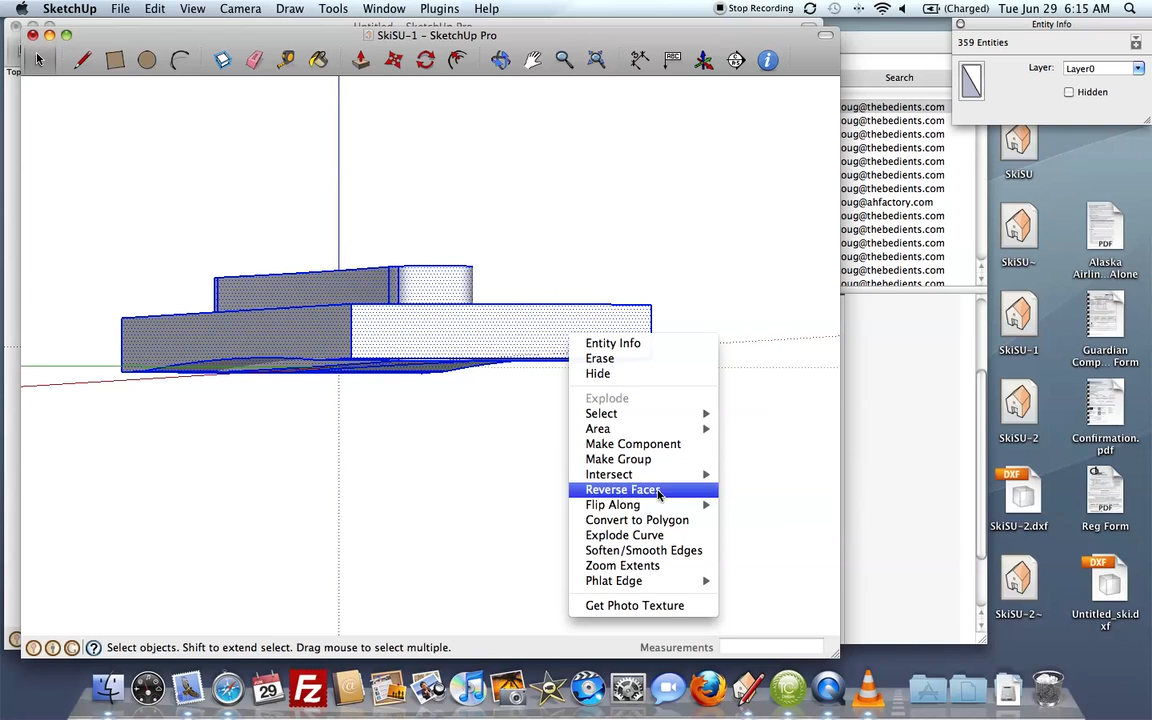 SketchUp File Edit View Camera Draw Tools Window Plugins Help Stop Recording (Charged) Tue Jun 29 6:15 AM
SkiSU-1 - SketchUp Pro
Entity Info
359 Entities
Layer: Layer0
Hidden
Top
Search
oug@thebedients.com
oug@thebedients.com
oug@thebedients.com
oug@thebedients.com
oug@thebedients.com
oug@thebedients.com
oug@thebedients.com
oug@ahfactory.com
oug@thebedients.com
oug@thebedients.com
oug@thebedients.com
oug@thebedients.com
oug@thebedients.com
oug@thebedients.com
Entity Info
Erase
Hide
Explode
Select
Area
Make Component
Make Group
Intersect
Reverse Faces
Flip Along
Convert to Polygon
Explode Curve
Soften/Smooth Edges
Zoom Extents
Phlat Edge
Get Photo Texture
SkiSU
SkiSU~
PDF
Alaska
Airlin...Alone
SkiSU-1
Guardian
Comp... Form
SkiSU-2
Confirmation.
pdf
DXF
SkiSU-2.dxf
PDF
Reg Form
SkiSU-2~
DXF
Untitled_ski.d
xf
Select objects. Shift to extend select. Drag mouse to select multiple.
Measurements